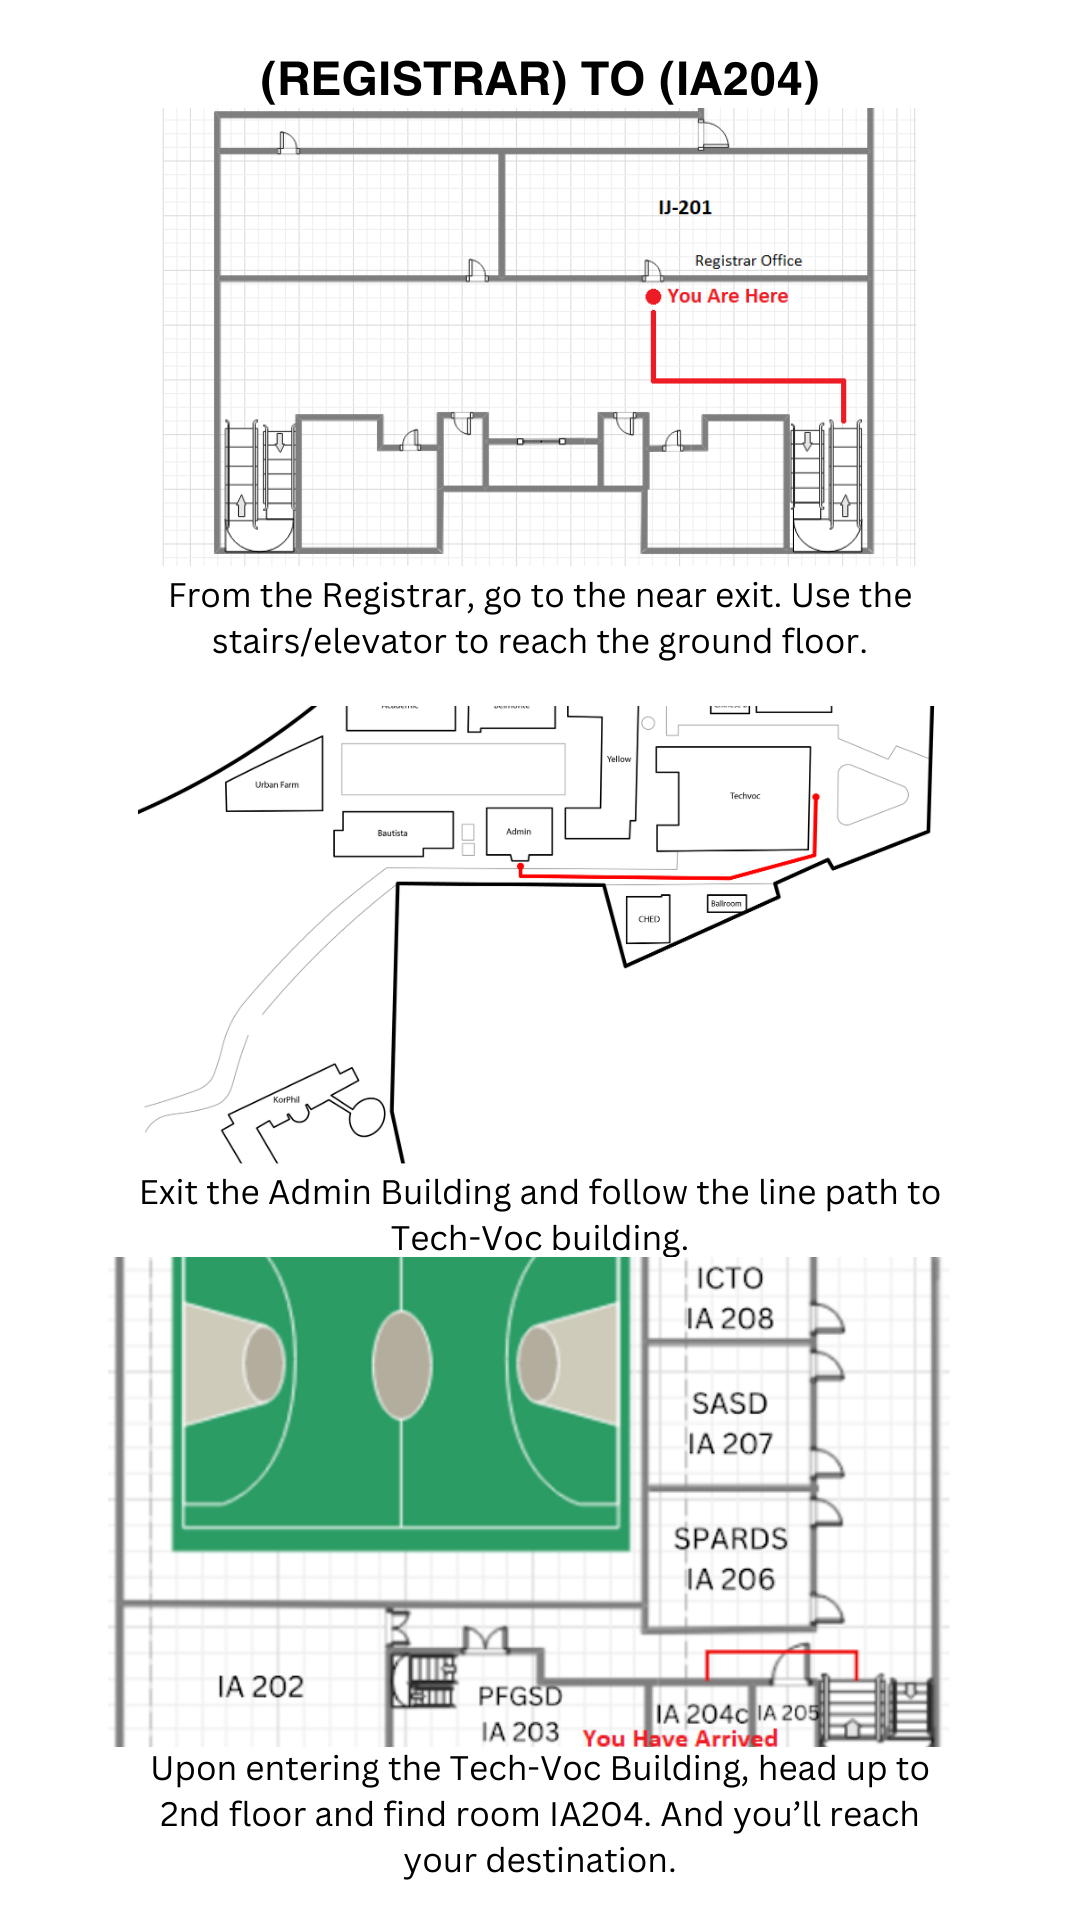 (REGISTRAR) TO (IA204)
IJ-201
Registrar Office
You Are Here
From the Registrar, go to the near exit. Use the
stairs/elevator to reach the ground floor.
Yellow
Urban Farm
Techvoc
Bautista
Admin
CHED
Ballroom
KorPhil
Exit the Admin Building and follow the line path to
Tech-Voc building.
ICTO
IA 208
SASD
IA 207
SPARDS
IA 206
IA 202
PFGSD
IA 203
IA 204c
IA 205
You Have Arrived
Upon entering the Tech-Voc Building, head up to
2nd floor and find room IA204. And you’ll reach
your destination.